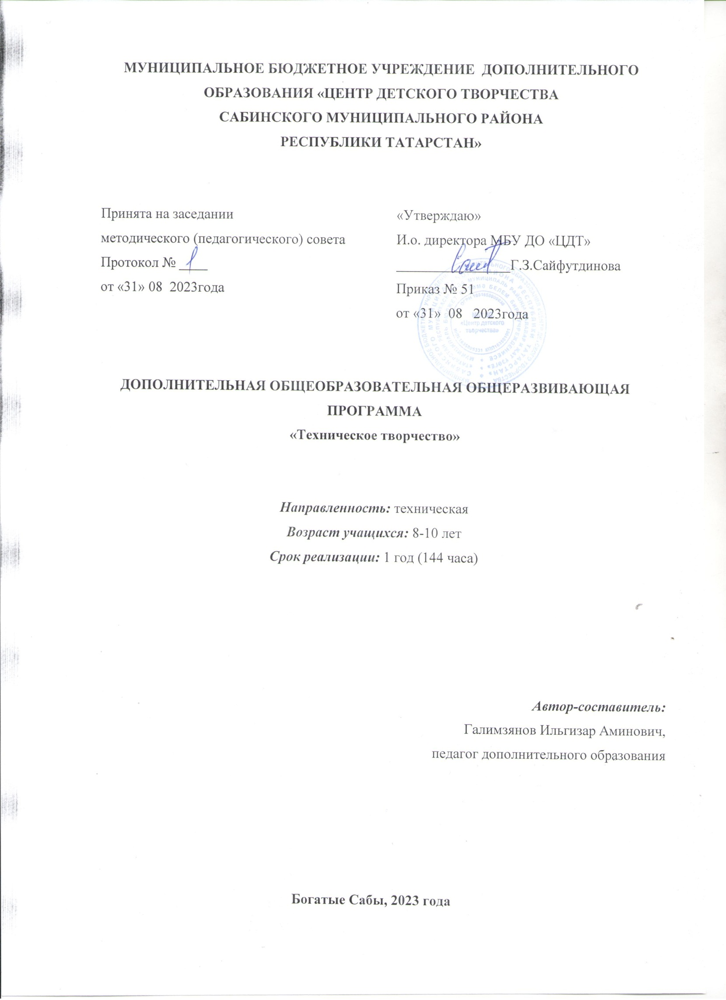 МУНИЦИПАЛЬНОЕ БЮДЖЕТНОЕ УЧРЕЖДЕНИЕ ДОПОЛНИТЕЛЬНОГО
ОБРАЗОВАНИЯ «ЦЕНТР ДЕТСКОГО ТВОРЧЕСТВА
САБИНСКОГО МУНИЦИПАЛЬНОГО РАЙОНА
РЕСПУБЛИКИ ТАТАРСТАН»
Принята на заседании
методического (педагогического) совета
Протокол № 1
от «31» 08 2023года
«Утверждаю»
И.о. директора МБУ ДО «ЦДТ»
Г.З.Сайфутдинова
Приказ № 51
от «31» 08 2023года
«Центр детского
творчества»
ДОПОЛНИТЕЛЬНАЯ ОБЩЕОБРАЗОВАТЕЛЬНАЯ ОБЩЕРАЗВИВАЮЩАЯ
ПРОГРАММА
«Техническое творчество»
Направленность: техническая
Возраст учащихся: 8-10 лет
Срок реализации: 1 год (144 часа)
Автор-составитель:
Галимзянов Ильгизар Аминович,
педагог дополнительного образования
Богатые Сабы, 2023 года